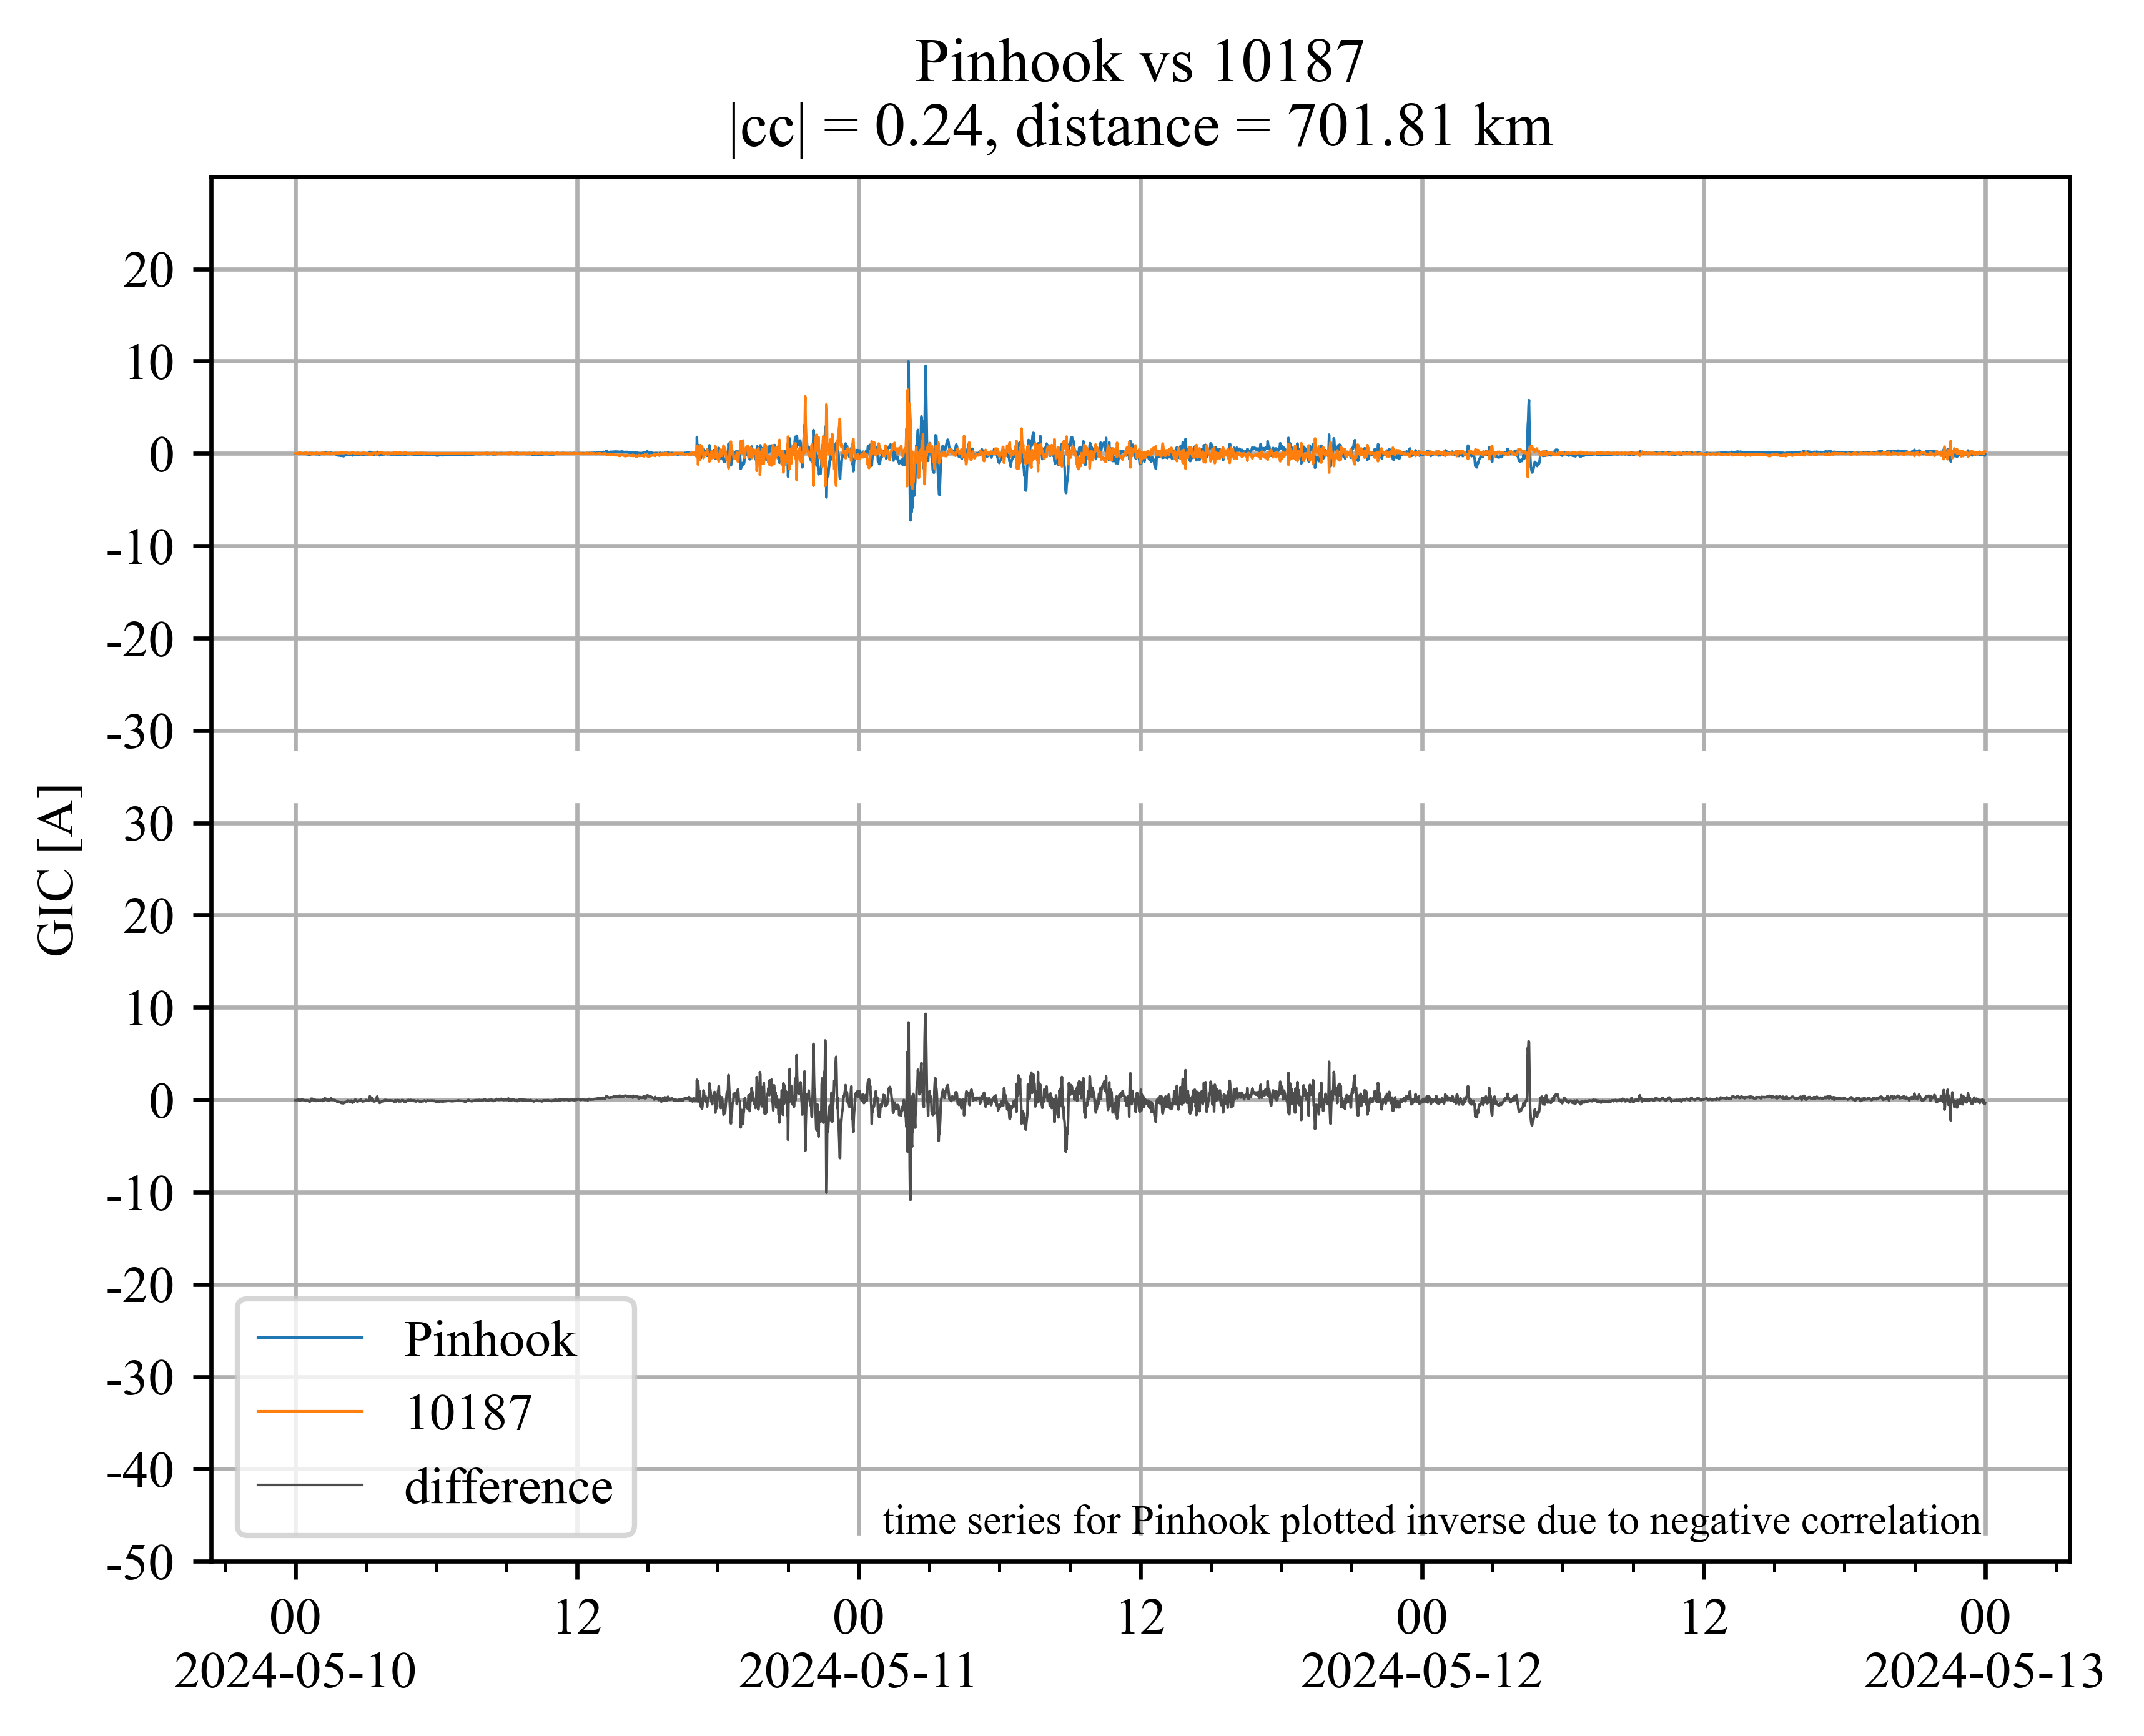 Pinhook vs 10187
|cc| = 0.24, distance = 701.81 km
20
10
0
-10
-20
-30
30
20
10
0
-10
-20
-30
-40
-50
GIC [A]
Pinhook
10187
difference
time series for Pinhook plotted inverse due to negative correlation
00 12 00 12 00 12 00
2024-05-10 2024-05-11 2024-05-12 2024-05-13